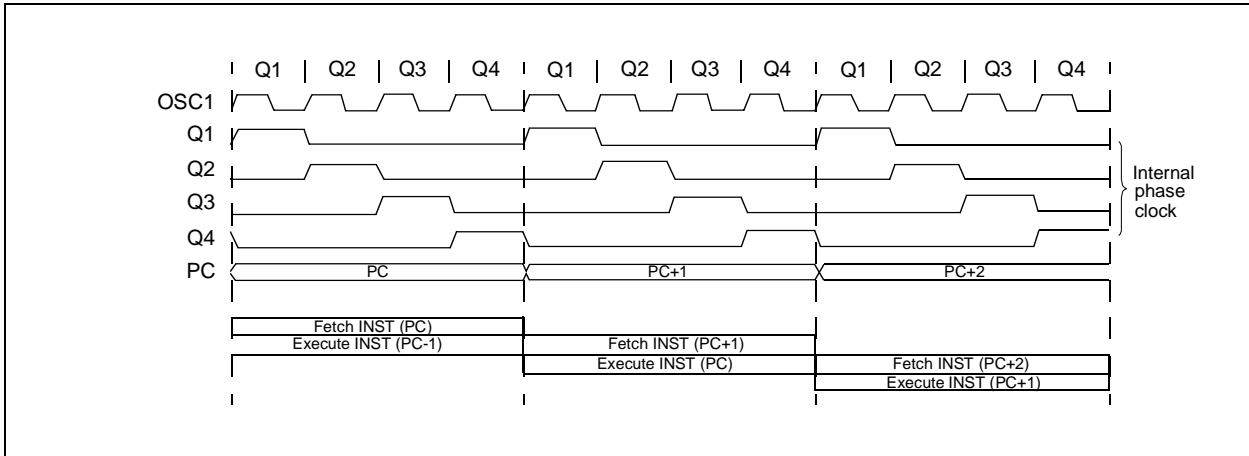 Q1 Q2 Q3 Q4 Q1 Q2 Q3 Q4 Q1 Q2 Q3 Q4
OSC1
Q1
Q2
Q3
Q4
PC
PC PC+1 PC+2
Internal
phase
clock
Fetch INST (PC)
Execute INST (PC-1) Fetch INST (PC+1)
Execute INST (PC) Fetch INST (PC+2)
Execute INST (PC+1)